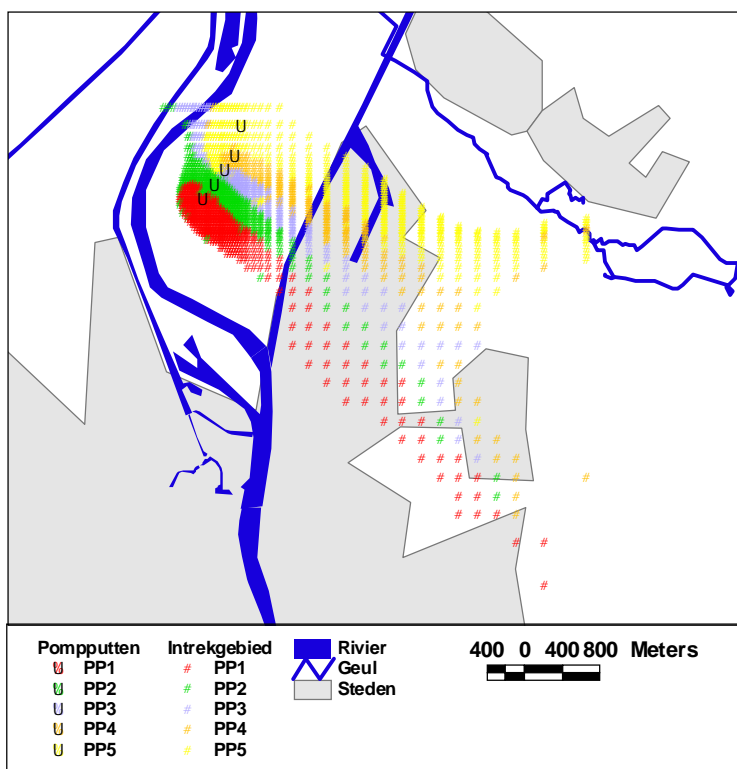 U
U
U
U
U
Pompputten
U PP1
U PP2
U PP3
U PP4
U PP5
Intrekgebied
# PP1
# PP2
# PP3
# PP4
# PP5
Rivier
Geul
Steden
400 0 400 800 Meters